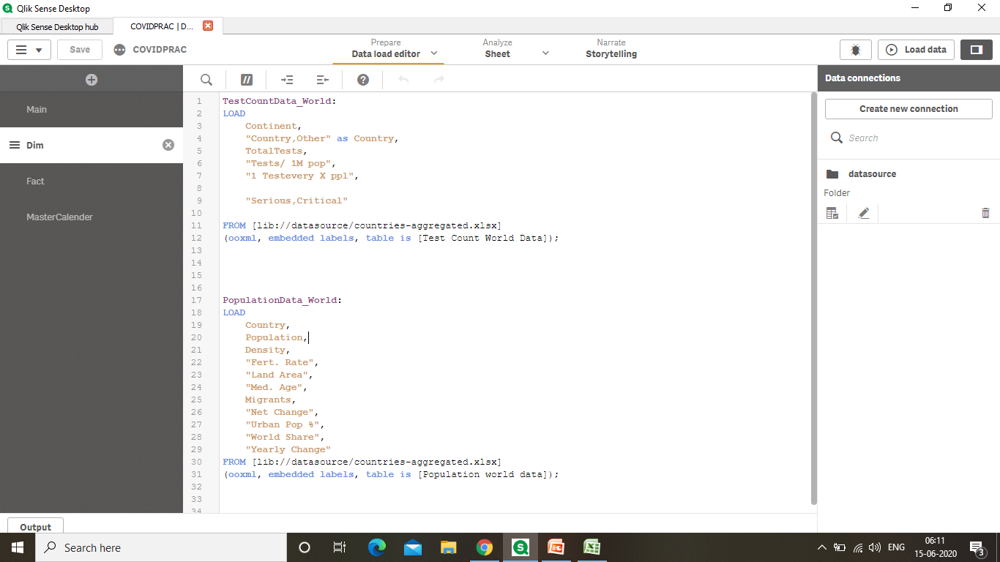 Qlik Sense Desktop
Qlik Sense Desktop hub
COVIDPRAC | D...
Save
COVIDPRAC
Prepare
Data load editor
Analyze
Sheet
Narrate
Storytelling
Load data
Main
Dim
Fact
MasterCalender
1 TestCountData_World:
2 LOAD
3 Continent,
4 "Country,Other" as Country,
5 TotalTests,
6 "Tests/ 1M pop",
7 "1 Testevery X ppl",
8
9 "Serious,Critical"
10
11 FROM [lib://datasource/countries-aggregated.xlsx]
12 (ooxml, embedded labels, table is [Test Count World Data]);
13
14
15
16
17 PopulationData_World:
18 LOAD
19 Country,
20 Population,
21 Density,
22 "Fert. Rate",
23 "Land Area",
24 "Med. Age",
25 Migrants,
26 "Net Change",
27 "Urban Pop %",
28 "World Share",
29 "Yearly Change"
30 FROM [lib://datasource/countries-aggregated.xlsx]
31 (ooxml, embedded labels, table is [Population world data]);
32
33
34
Data connections
Create new connection
Search
datasource
Folder
Output
Search here
ENG
06:11
15-06-2020
3